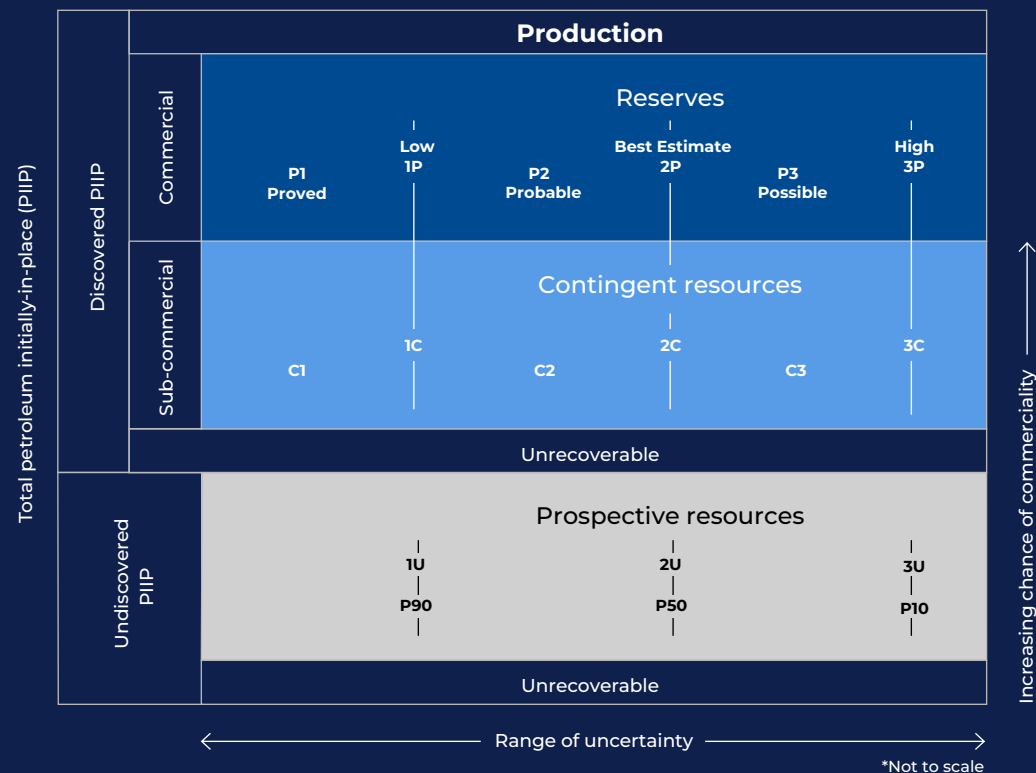 Total petroleum initially-in-place (PIIP)
Discovered PIIP
Production
Commercial
Reserves
P1
Proved
Low
1P
P2
Probable
Best Estimate
2P
P3
Possible
High
3P
Sub-commercial
Contingent resources
C1
1C
C2
2C
C3
3C
Unrecoverable
Undiscovered
PIIP
Prospective resources
1U
2U
3U
P90
P50
P10
Unrecoverable
Increasing chance of commerciality
Range of uncertainty
*Not to scale